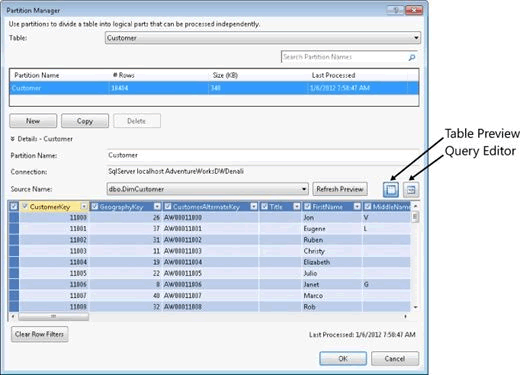 Partition Manager
Use partitions to divide a table into logical parts that can be processed independently.
Table: Customer
Search Partition Names
Partition Name # Rows Size (KB) Last Processed
Customer 18484 340 1/6/2012 7:58:47 AM
New Copy Delete
Details - Customer
Partition Name: Customer
Table Preview
Query Editor
Connection: SqlServer localhost AdventureWorksDWDenali
Source Name: dbo.DimCustomer Refresh Preview
CustomerKey GeographyKey CustomerAlternateKey Title FirstName MiddleName
11000 26 AW00011000 Jon V
11001 37 AW00011001 Eugene L
11002 31 AW00011002 Ruben
11003 11 AW00011003 Christy
11004 19 AW00011004 Elizabeth
11005 22 AW00011005 Julio
11006 8 AW00011006 Janet G
11007 40 AW00011007 Marco
11008 32 AW00011008 Rob
Clear Row Filters Last Processed: 1/6/2012 7:58:47 AM
OK Cancel